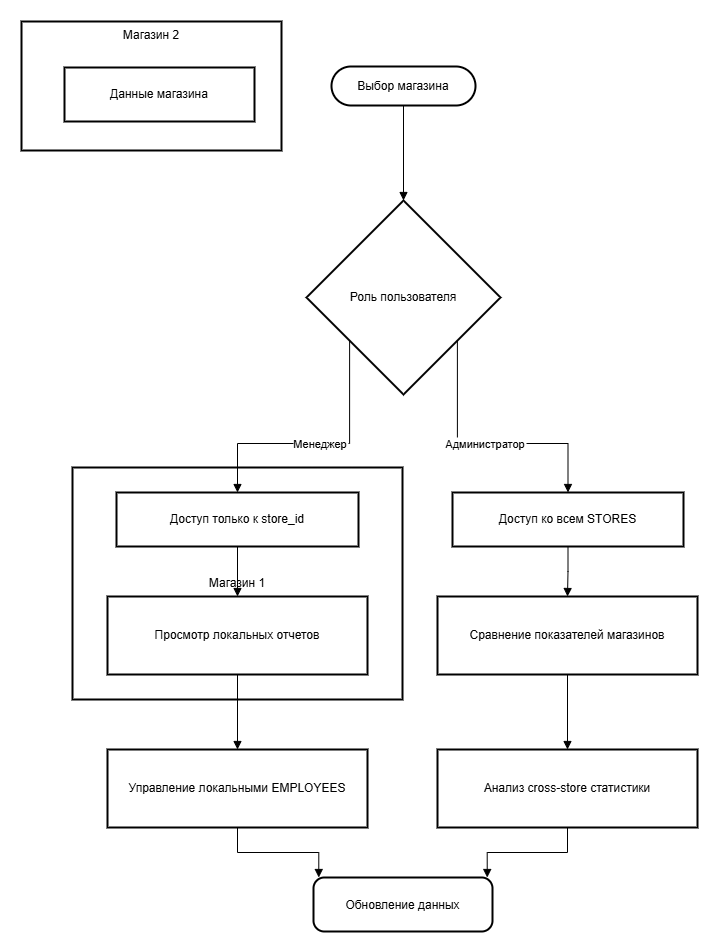 Магазин 2
Данные магазина
Выбор магазина
Роль пользователя
Менеджер
Администратор
Доступ только к store_id
Доступ ко всем STORES
Магазин 1
Просмотр локальных отчетов
Сравнение показателей магазинов
Управление локальными EMPLOYEES
Анализ cross-store статистики
Обновление данных